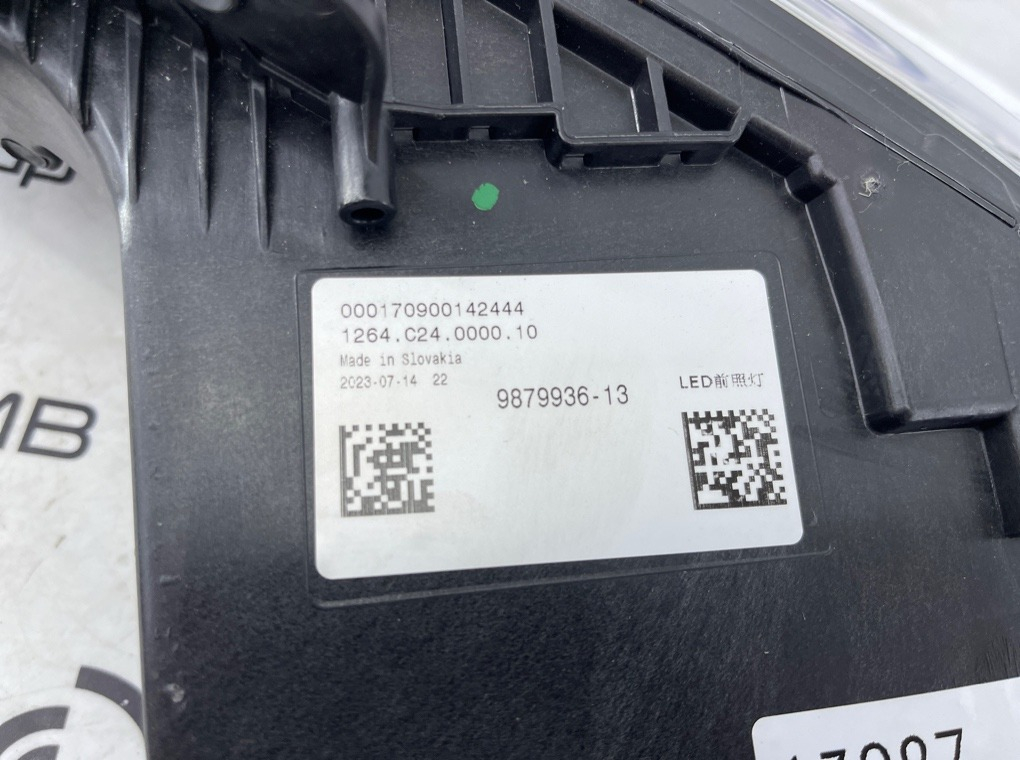 000170900142444
1264.C24.0000.10
Made in Slovakia
2023-07-14 22
9879936-13
LED前照灯
MB